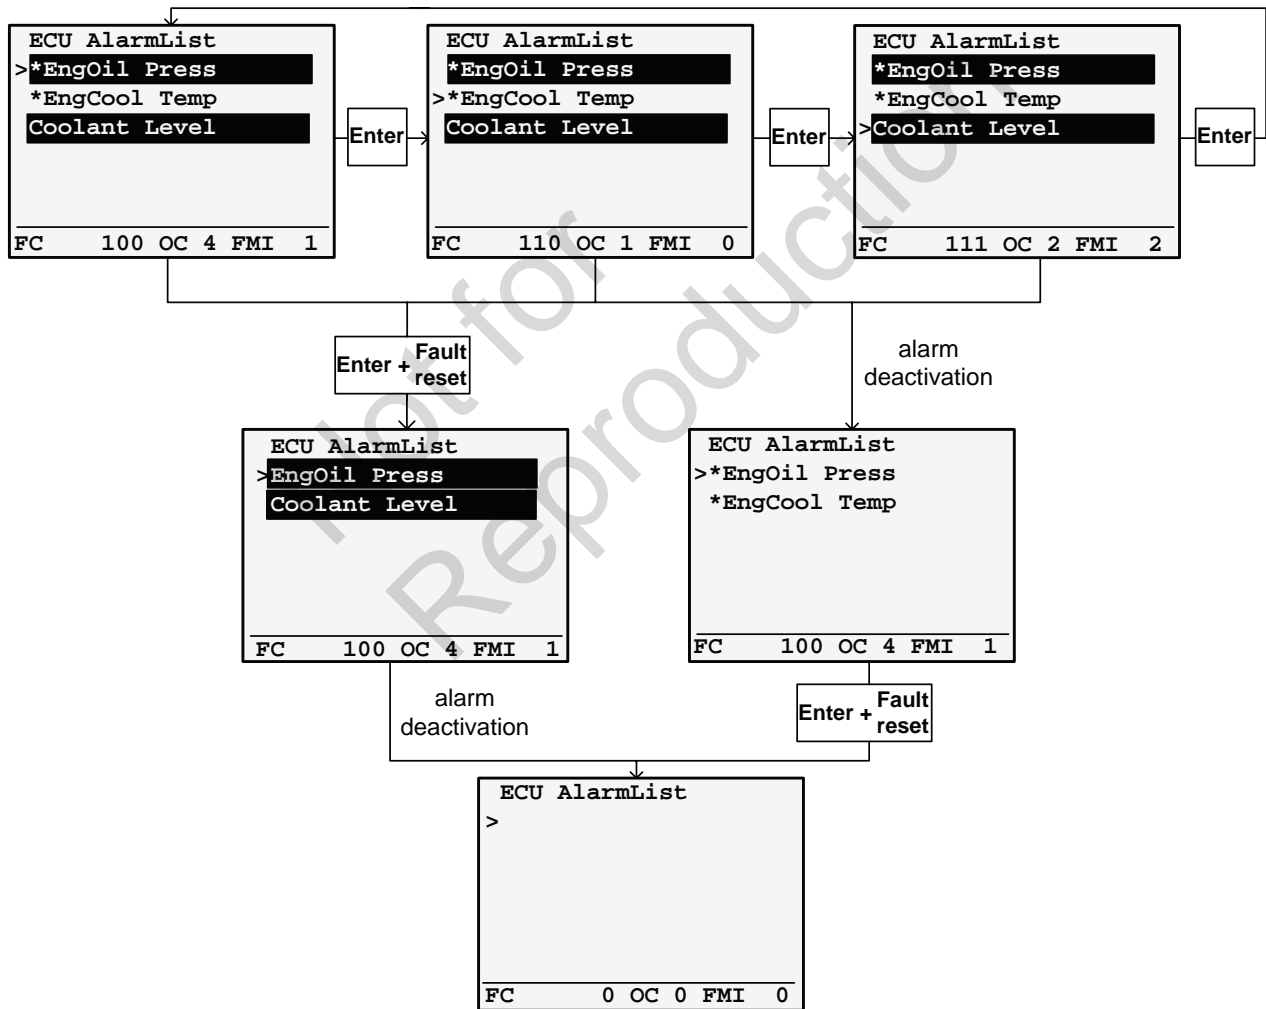 ECU AlarmList
>*EngOil Press
*EngCool Temp
Coolant Level
FC 100 OC 4 FMI 1
Enter
ECU AlarmList
*EngOil Press
>*EngCool Temp
Coolant Level
FC 110 OC 1 FMI 0
Enter
ECU AlarmList
*EngOil Press
*EngCool Temp
>Coolant Level
FC 111 OC 2 FMI 2
Enter
Enter + Fault
reset
alarm
deactivation
ECU AlarmList
>EngOil Press
Coolant Level
FC 100 OC 4 FMI 1
ECU AlarmList
>*EngOil Press
*EngCool Temp
FC 100 OC 4 FMI 1
alarm
deactivation
Enter + Fault
reset
ECU AlarmList
>
FC 0 OC 0 FMI 0
Not for
Reproduction